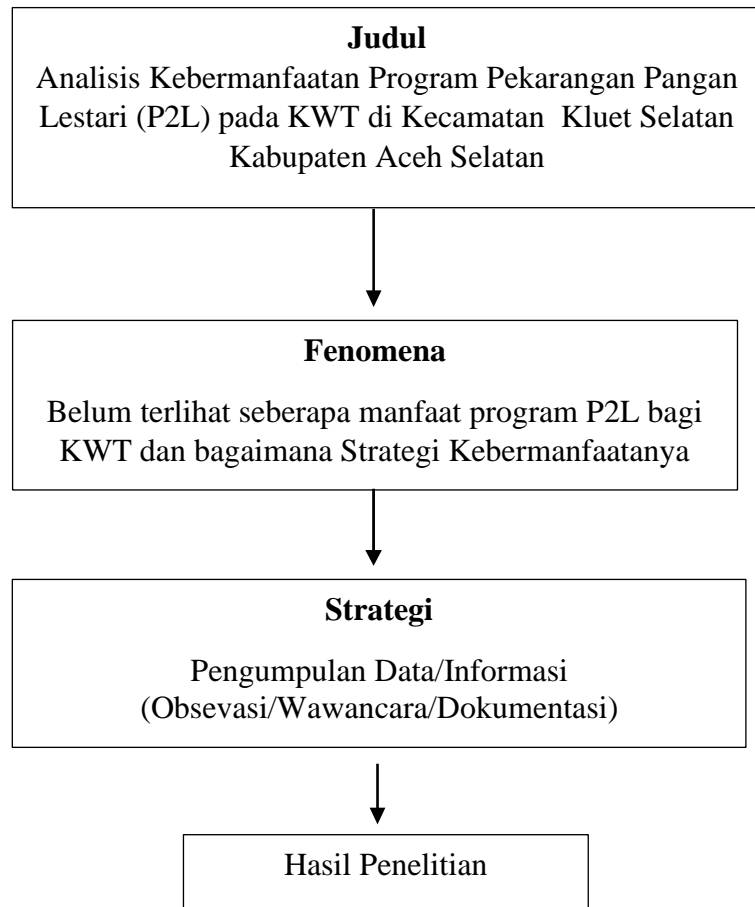 Judul
Analisis Kebermanfaatan Program Pekarangan Pangan
Lestari (P2L) pada KWT di Kecamatan Kluet Selatan
Kabupaten Aceh Selatan
Fenomena
Belum terlihat seberapa manfaat program P2L bagi
KWT dan bagaimana Strategi Kebermanfaatanya
Strategi
Pengumpulan Data/Informasi
(Obsevasi/Wawancara/Dokumentasi)
Hasil Penelitian